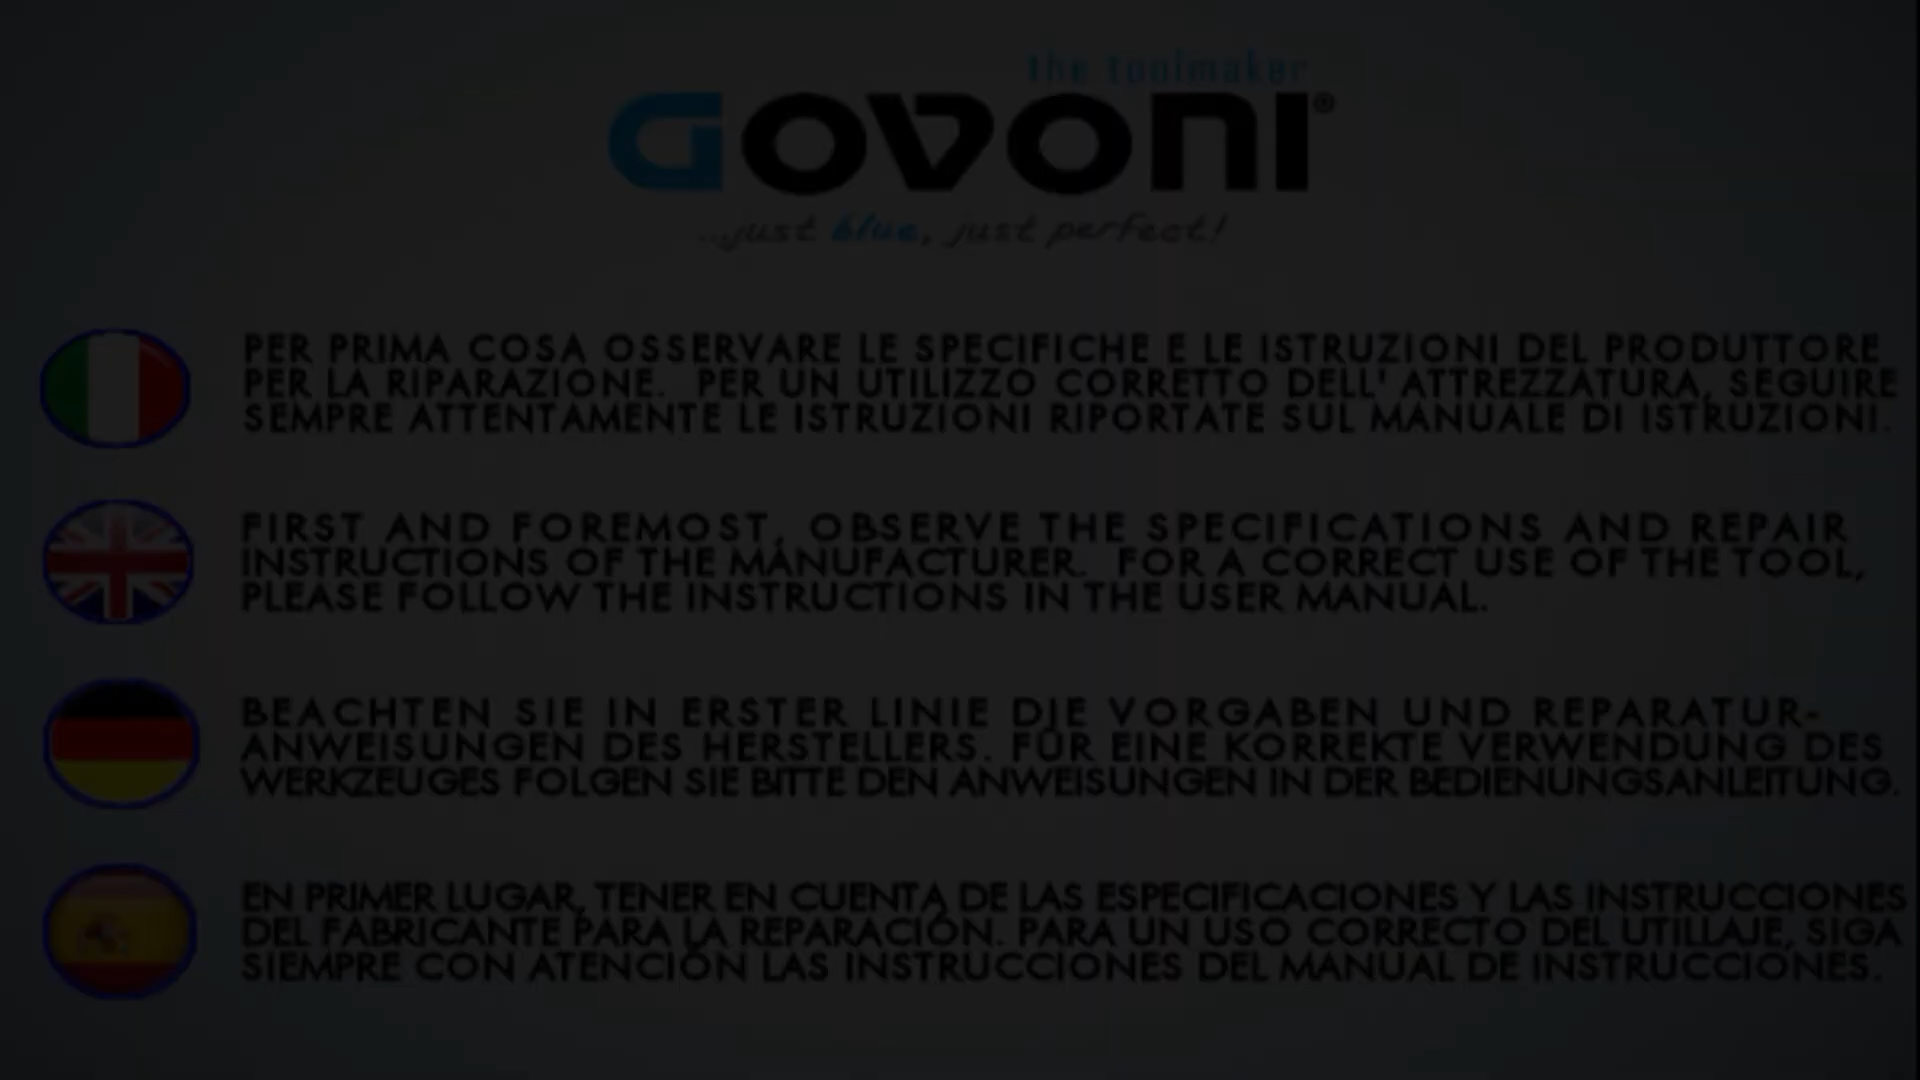 the toolmaker
GOVONI®
...just blue, just perfect!
PER PRIMA COSA OSSERVARE LE SPECIFICHE E LE ISTRUZIONI DEL PRODUTTORE
PER LA RIPARAZIONE. PER UN UTILIZZO CORRETTO DELL' ATTREZZATURA, SEGUIRE
SEMPRE ATTENTAMENTE LE ISTRUZIONI RIPORTATE SUL MANUALE DI ISTRUZIONI.
FIRST AND FOREMOST, OBSERVE THE SPECIFICATIONS AND REPAIR
INSTRUCTIONS OF THE MANUFACTURER. FOR A CORRECT USE OF THE TOOL,
PLEASE FOLLOW THE INSTRUCTIONS IN THE USER MANUAL.
BEACHTEN SIE IN ERSTER LINIE DIE VORGABEN UND REPARATUR-
ANWEISUNGEN DES HERSTELLERS. FÜR EINE KORREKTE VERWENDUNG DES
WERKZEUGES FOLGEN SIE BITTE DEN ANWEISUNGEN IN DER BEDIENUNGSANLEITUNG.
EN PRIMER LUGAR, TENER EN CUENTA DE LAS ESPECIFICACIONES Y LAS INSTRUCCIONES
DEL FABRICANTE PARA LA REPARACIÓN. PARA UN USO CORRECTO DEL UTILLAJE, SIGA
SIEMPRE CON ATENCIÓN LAS INSTRUCCIONES DEL MANUAL DE INSTRUCCIONES.